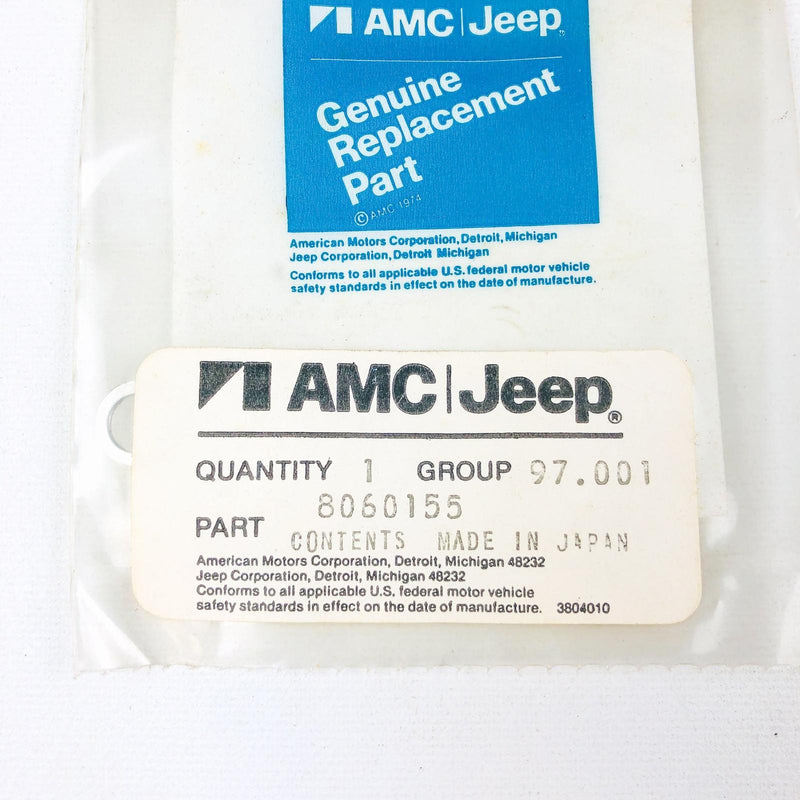 AMC|Jeep®
Genuine
Replacement
Part
©AMC 1974
American Motors Corporation, Detroit, Michigan
Jeep Corporation, Detroit Michigan
Conforms to all applicable U.S. federal motor vehicle
safety standards in effect on the date of manufacture.
AMC|Jeep®
QUANTITY 1 GROUP 97.001
8060155
PART CONTENTS MADE IN JAPAN
American Motors Corporation, Detroit, Michigan 48232
Jeep Corporation, Detroit, Michigan 48232
Conforms to all applicable U.S. federal motor vehicle
safety standards in effect on the date of manufacture. 3804010